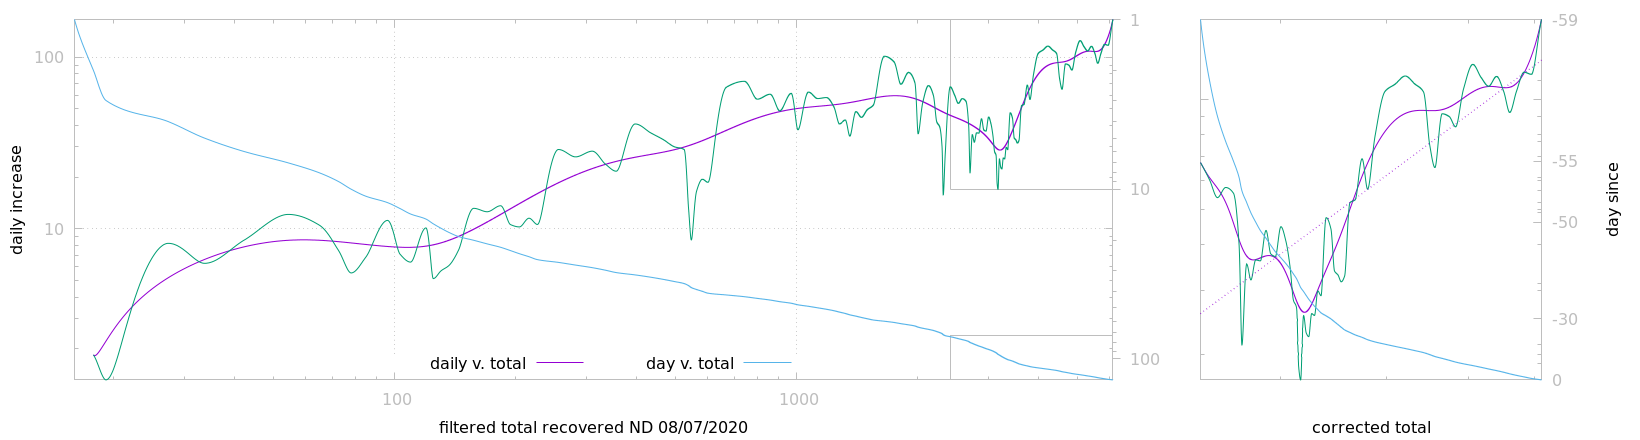 daily increase
100
10
daily v. total
day v. total
100
1000
filtered total recovered ND 08/07/2020
1
10
100
-59
-55
-50
-30
0
day since
corrected total